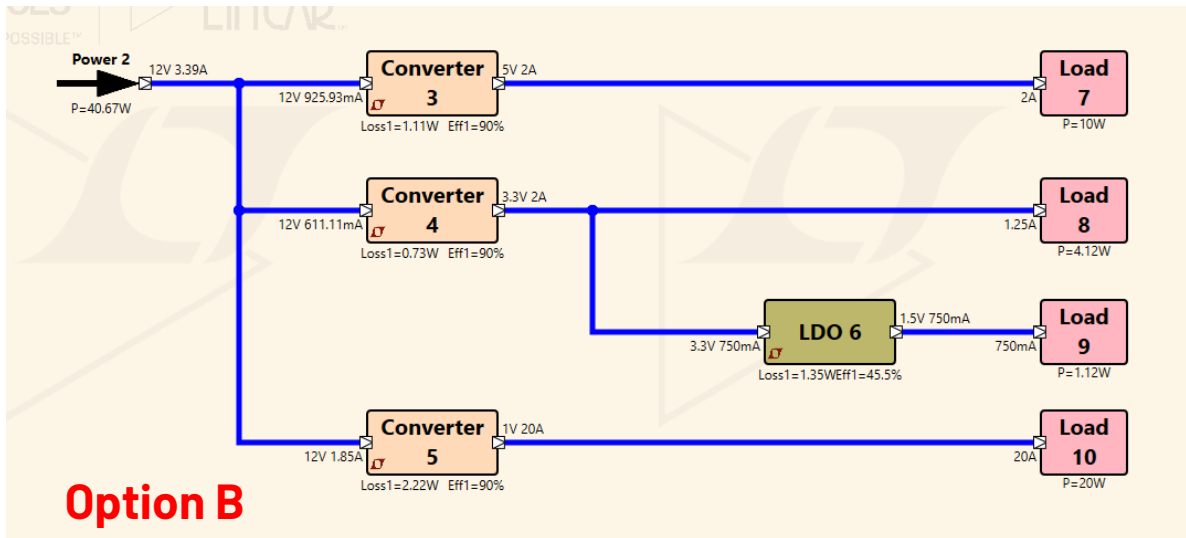 POSSIBLE™
LINEAR
Power 2
12V 3.39A
P=40.67W
12V 925.93mA
Converter
3
Loss1=1.11W Eff1=90%
5V 2A
2A
Load
7
P=10W
12V 611.11mA
Converter
4
Loss1=0.73W Eff1=90%
3.3V 2A
1.25A
Load
8
P=4.12W
3.3V 750mA
LDO 6
Loss1=1.35WEff1=45.5%
1.5V 750mA
750mA
Load
9
P=1.12W
12V 1.85A
Converter
5
Loss1=2.22W Eff1=90%
1V 20A
20A
Load
10
P=20W
Option B